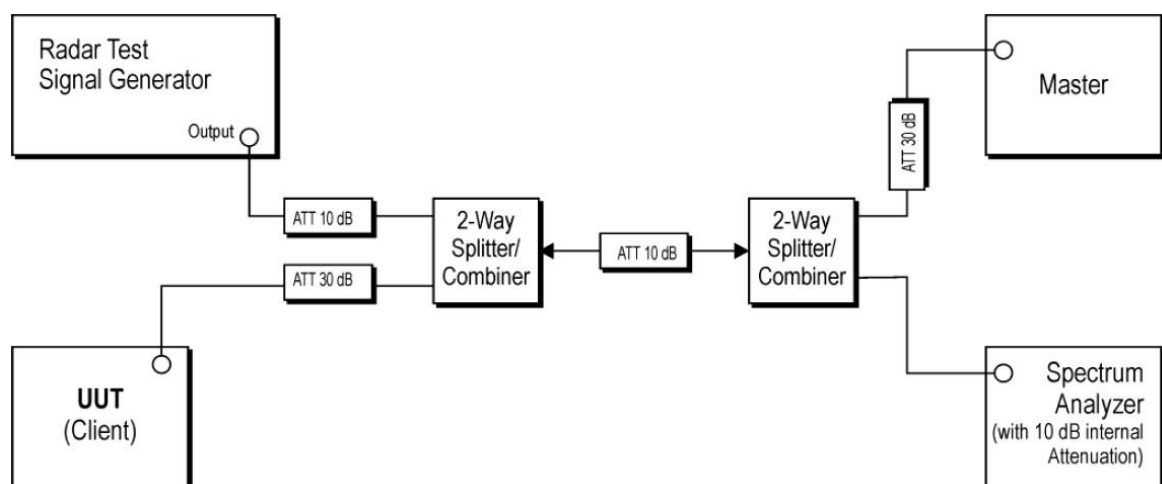 Radar Test
Signal Generator
Output
ATT 10 dB
ATT 30 dB
UUT
(Client)
2-Way
Splitter/
Combiner
ATT 10 dB
2-Way
Splitter/
Combiner
ATT 30 dB
Master
Spectrum
Analyzer
(with 10 dB internal
Attenuation)